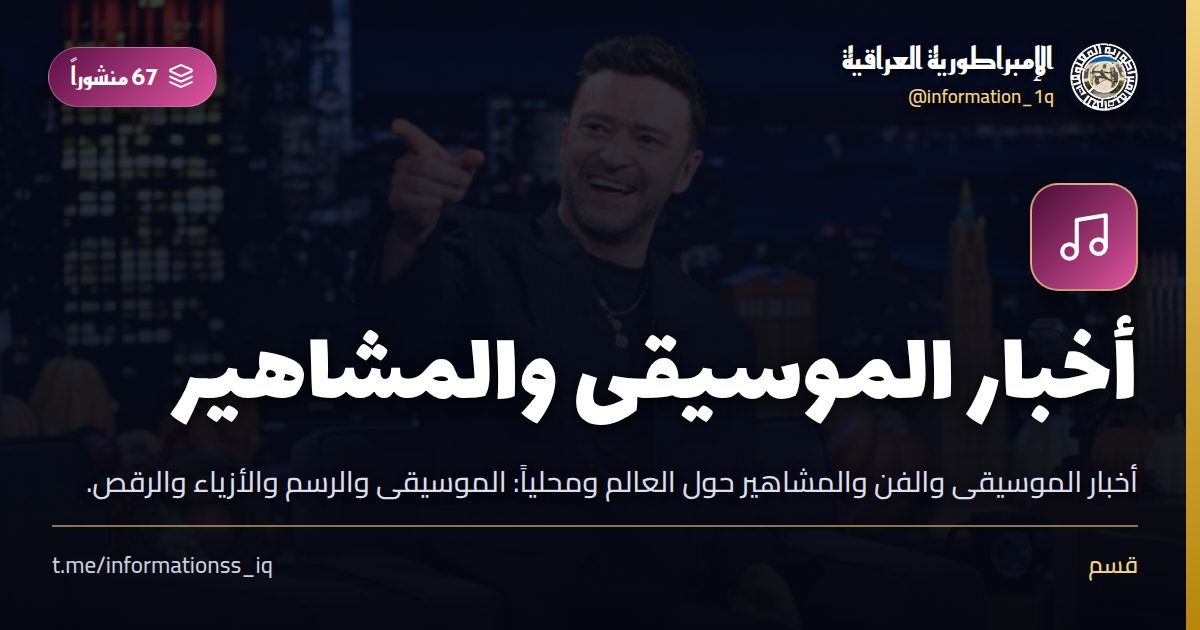 الإمبراطورية العراقية
@information_1q
67 منشوراً
أخبار الموسيقى والمشاهير
أخبار الموسيقى والفن والمشاهير حول العالم ومحلياً: الموسيقى والرسم والأزياء والرقص.
قسم
t.me/informationss_iq